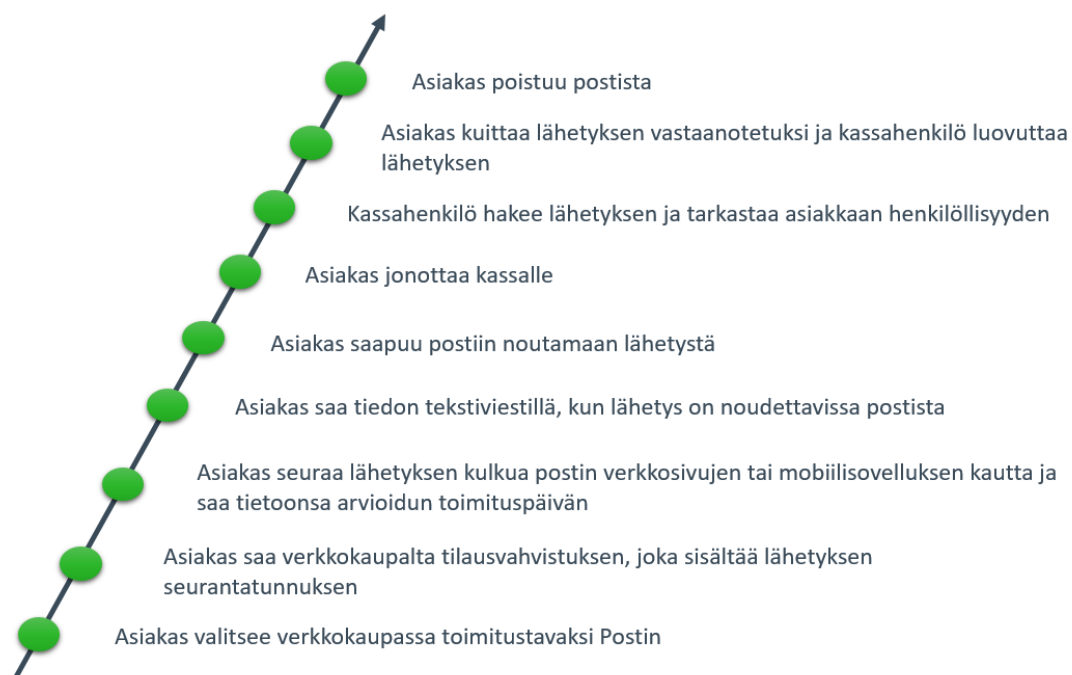 Asiakas poistuu postista
Asiakas kuittaa lähetyksen vastaanotetuksi ja kassahenkilö luovuttaa
lähetyksen
Kassahenkilö hakee lähetyksen ja tarkastaa asiakkaan henkilöllisyyden
Asiakas jonottaa kassalle
Asiakas saapuu postiin noutamaan lähetystä
Asiakas saa tiedon tekstiviestillä, kun lähetys on noudettavissa postista
Asiakas seuraa lähetyksen kulkua postin verkkosivujen tai mobiilisovelluksen kautta ja
saa tietoonsa arvioidun toimituspäivän
Asiakas saa verkkokaupalta tilausvahvistuksen, joka sisältää lähetyksen
seurantatunnuksen
Asiakas valitsee verkkokaupassa toimitustavaksi Postin